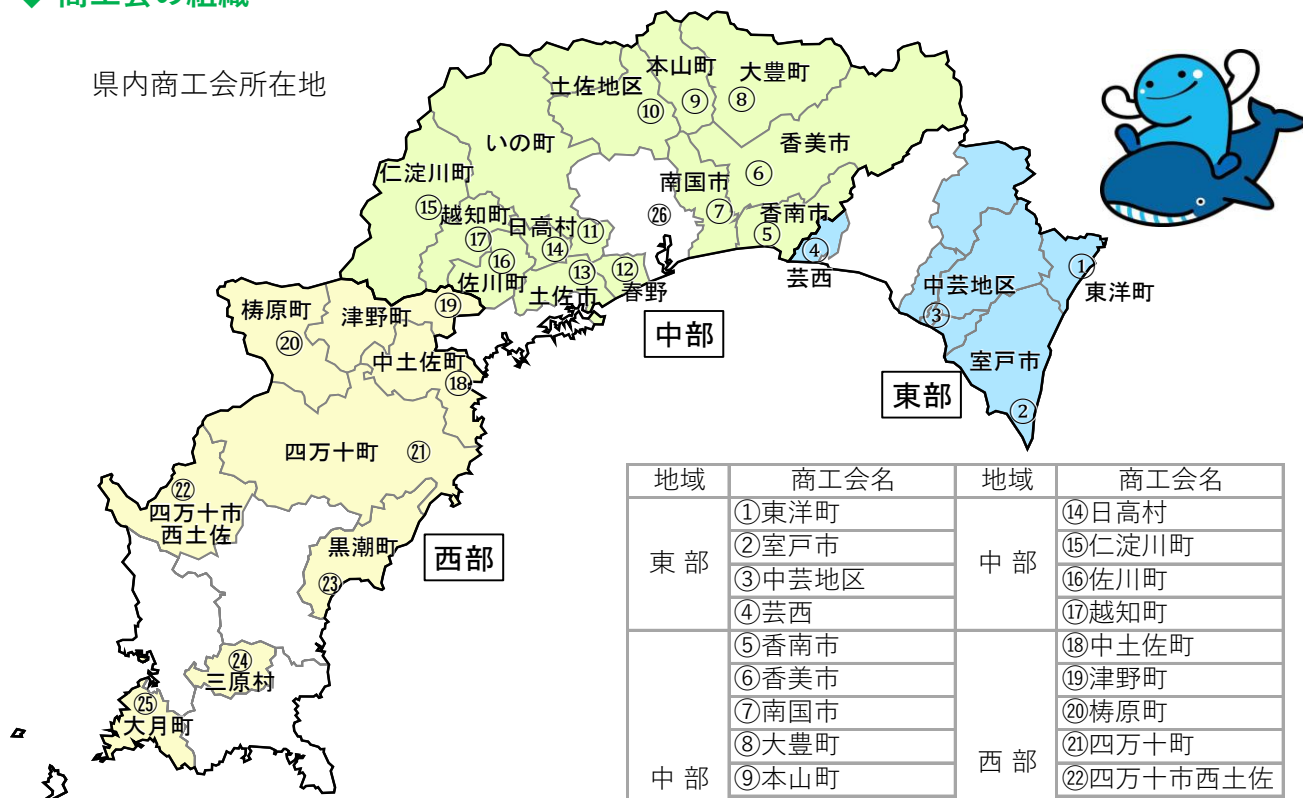 ◆ 商工会の組織
県内商工会所在地
本山町
⑨
大豊町
⑧
土佐地区
⑩
いの町
香美市
⑥
仁淀川町
⑮
南国市
⑦
越知町
⑰
日高村
⑪
⑭
㉖
香南市
⑤
④
芸西
⑯
佐川町
⑬
土佐市
⑫
春野
中芸地区
③
①
東洋町
梼原町
⑳
津野町
⑲
中部
中土佐町
⑱
室戸市
②
東部
四万十町
㉑
㉒
四万十市
西土佐
黒潮町
㉓
西部
㉔
三原村
㉕
大月町
地域 商工会名 地域 商工会名
東 部 ①東洋町 中 部 ⑭日高村
②室戸市 ⑮仁淀川町
③中芸地区 ⑯佐川町
④芸西 ⑰越知町
中 部 ⑤香南市 西 部 ⑱中土佐町
⑥香美市 ⑲津野町
⑦南国市 ⑳梼原町
⑧大豊町 ㉑四万十町
⑨本山町 ㉒四万十市西土佐